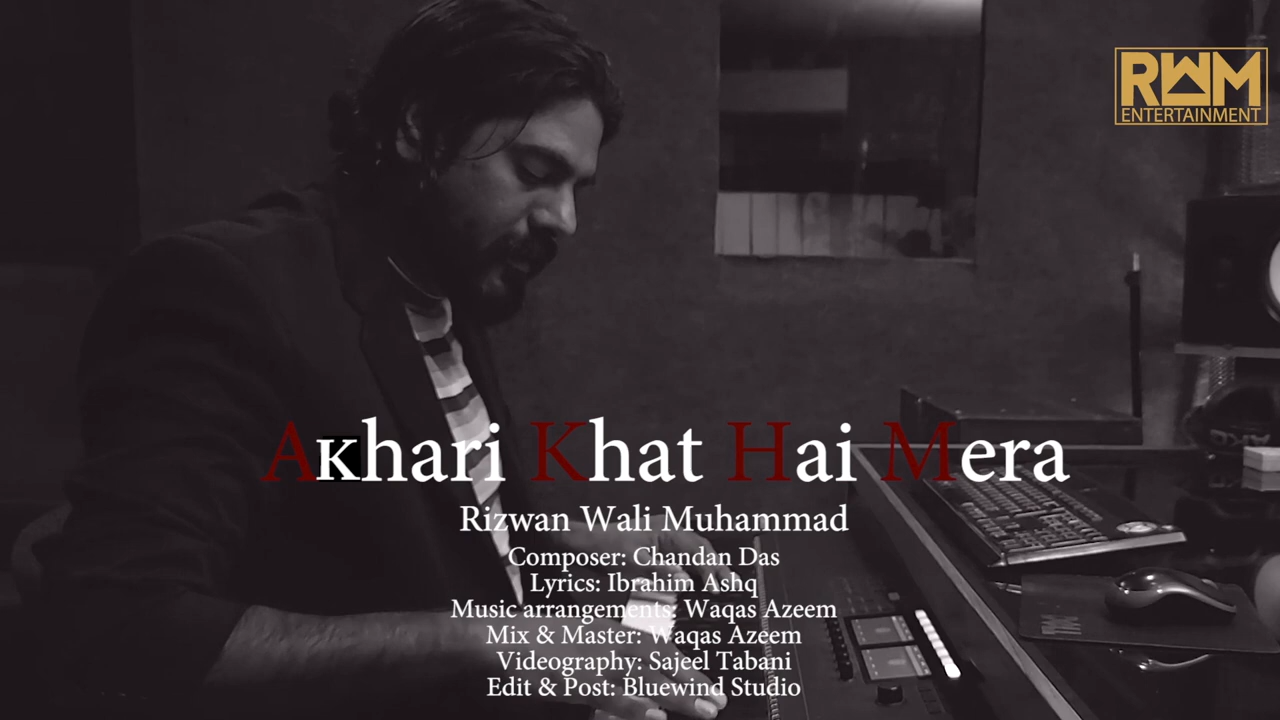 RWM
ENTERTAINMENT
Aĸhari Khat Hai Mera
Rizwan Wali Muhammad
Composer: Chandan Das
Lyrics: Ibrahim Ashq
Music arrangements: Waqas Azeem
Mix & Master: Waqas Azeem
Videography: Sajeel Tabani
Edit & Post: Bluewind Studio